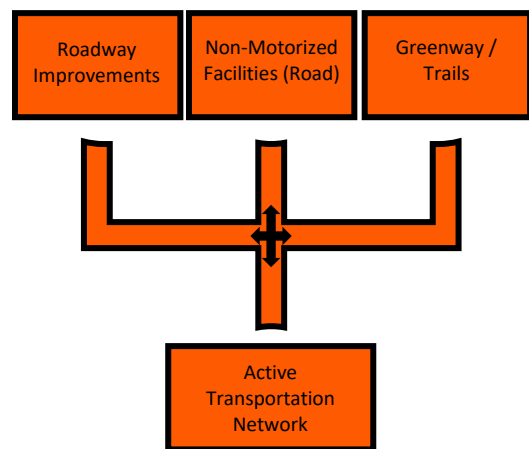 Roadway
Improvements
Non-Motorized
Facilities (Road)
Greenway /
Trails
Active
Transportation
Network